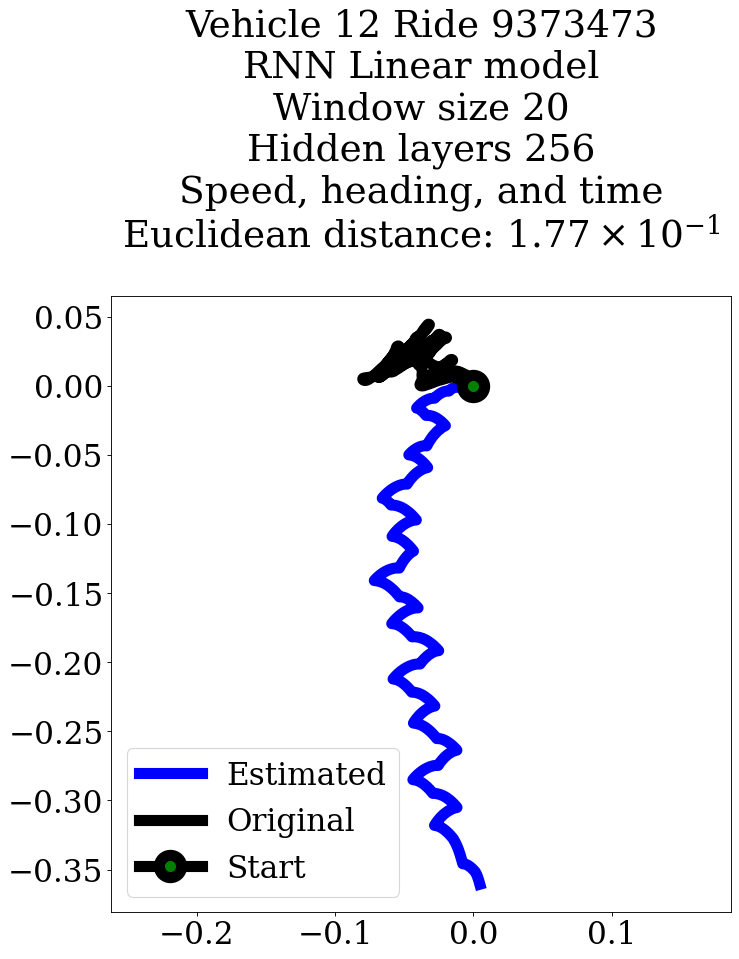 Vehicle 12 Ride 9373473
RNN Linear model
Window size 20
Hidden layers 256
Speed, heading, and time
Euclidean distance: 1.77 × 10⁻¹
0.05
0.00
−0.05
−0.10
−0.15
−0.20
−0.25
−0.30
−0.35
Estimated
Original
Start
−0.2 −0.1 0.0 0.1